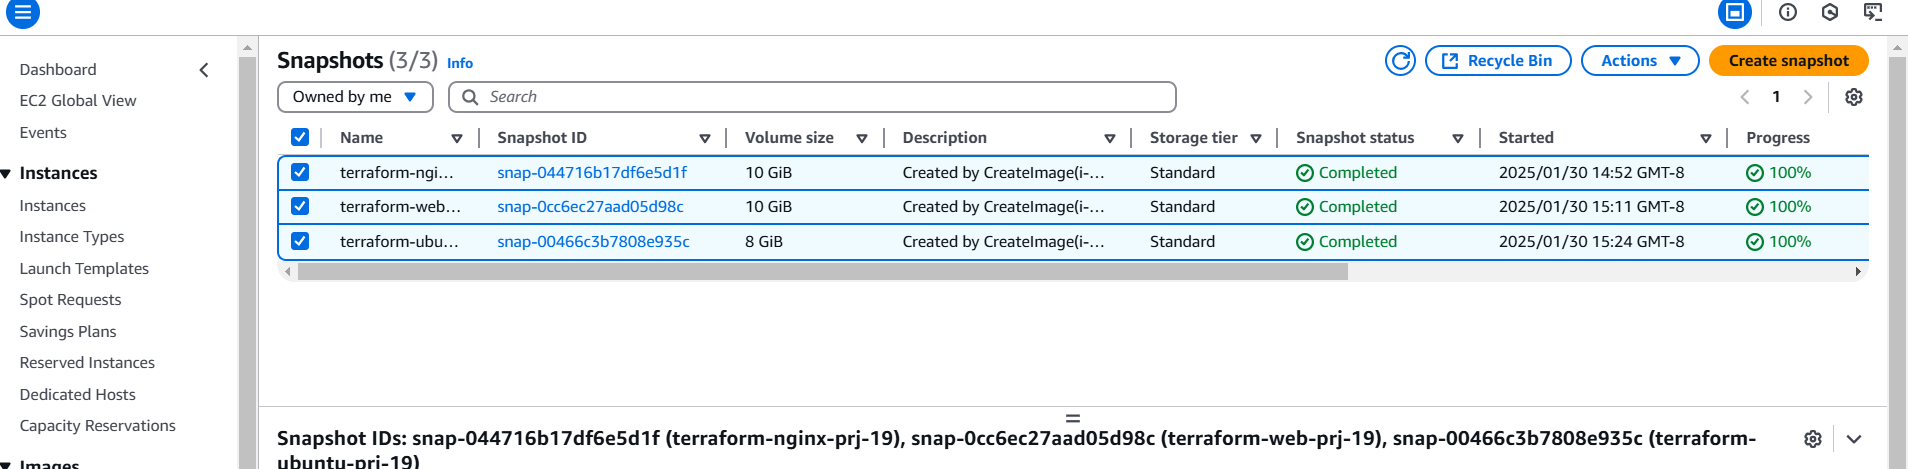 Dashboard
EC2 Global View
Events
Instances
Instances
Instance Types
Launch Templates
Spot Requests
Savings Plans
Reserved Instances
Dedicated Hosts
Capacity Reservations
Images
Snapshots (3/3) Info
Recycle Bin
Actions
Create snapshot
Owned by me
Search
1
Name Snapshot ID Volume size Description Storage tier Snapshot status Started Progress
terraform-ngi... snap-044716b17df6e5d1f 10 GiB Created by CreateImage(i-... Standard Completed 2025/01/30 14:52 GMT-8 100%
terraform-web... snap-0cc6ec27aad05d98c 10 GiB Created by CreateImage(i-... Standard Completed 2025/01/30 15:11 GMT-8 100%
terraform-ubu... snap-00466c3b7808e935c 8 GiB Created by CreateImage(i-... Standard Completed 2025/01/30 15:24 GMT-8 100%
Snapshot IDs: snap-044716b17df6e5d1f (terraform-nginx-prj-19), snap-0cc6ec27aad05d98c (terraform-web-prj-19), snap-00466c3b7808e935c (terraform-
ubuntu-prj-19)